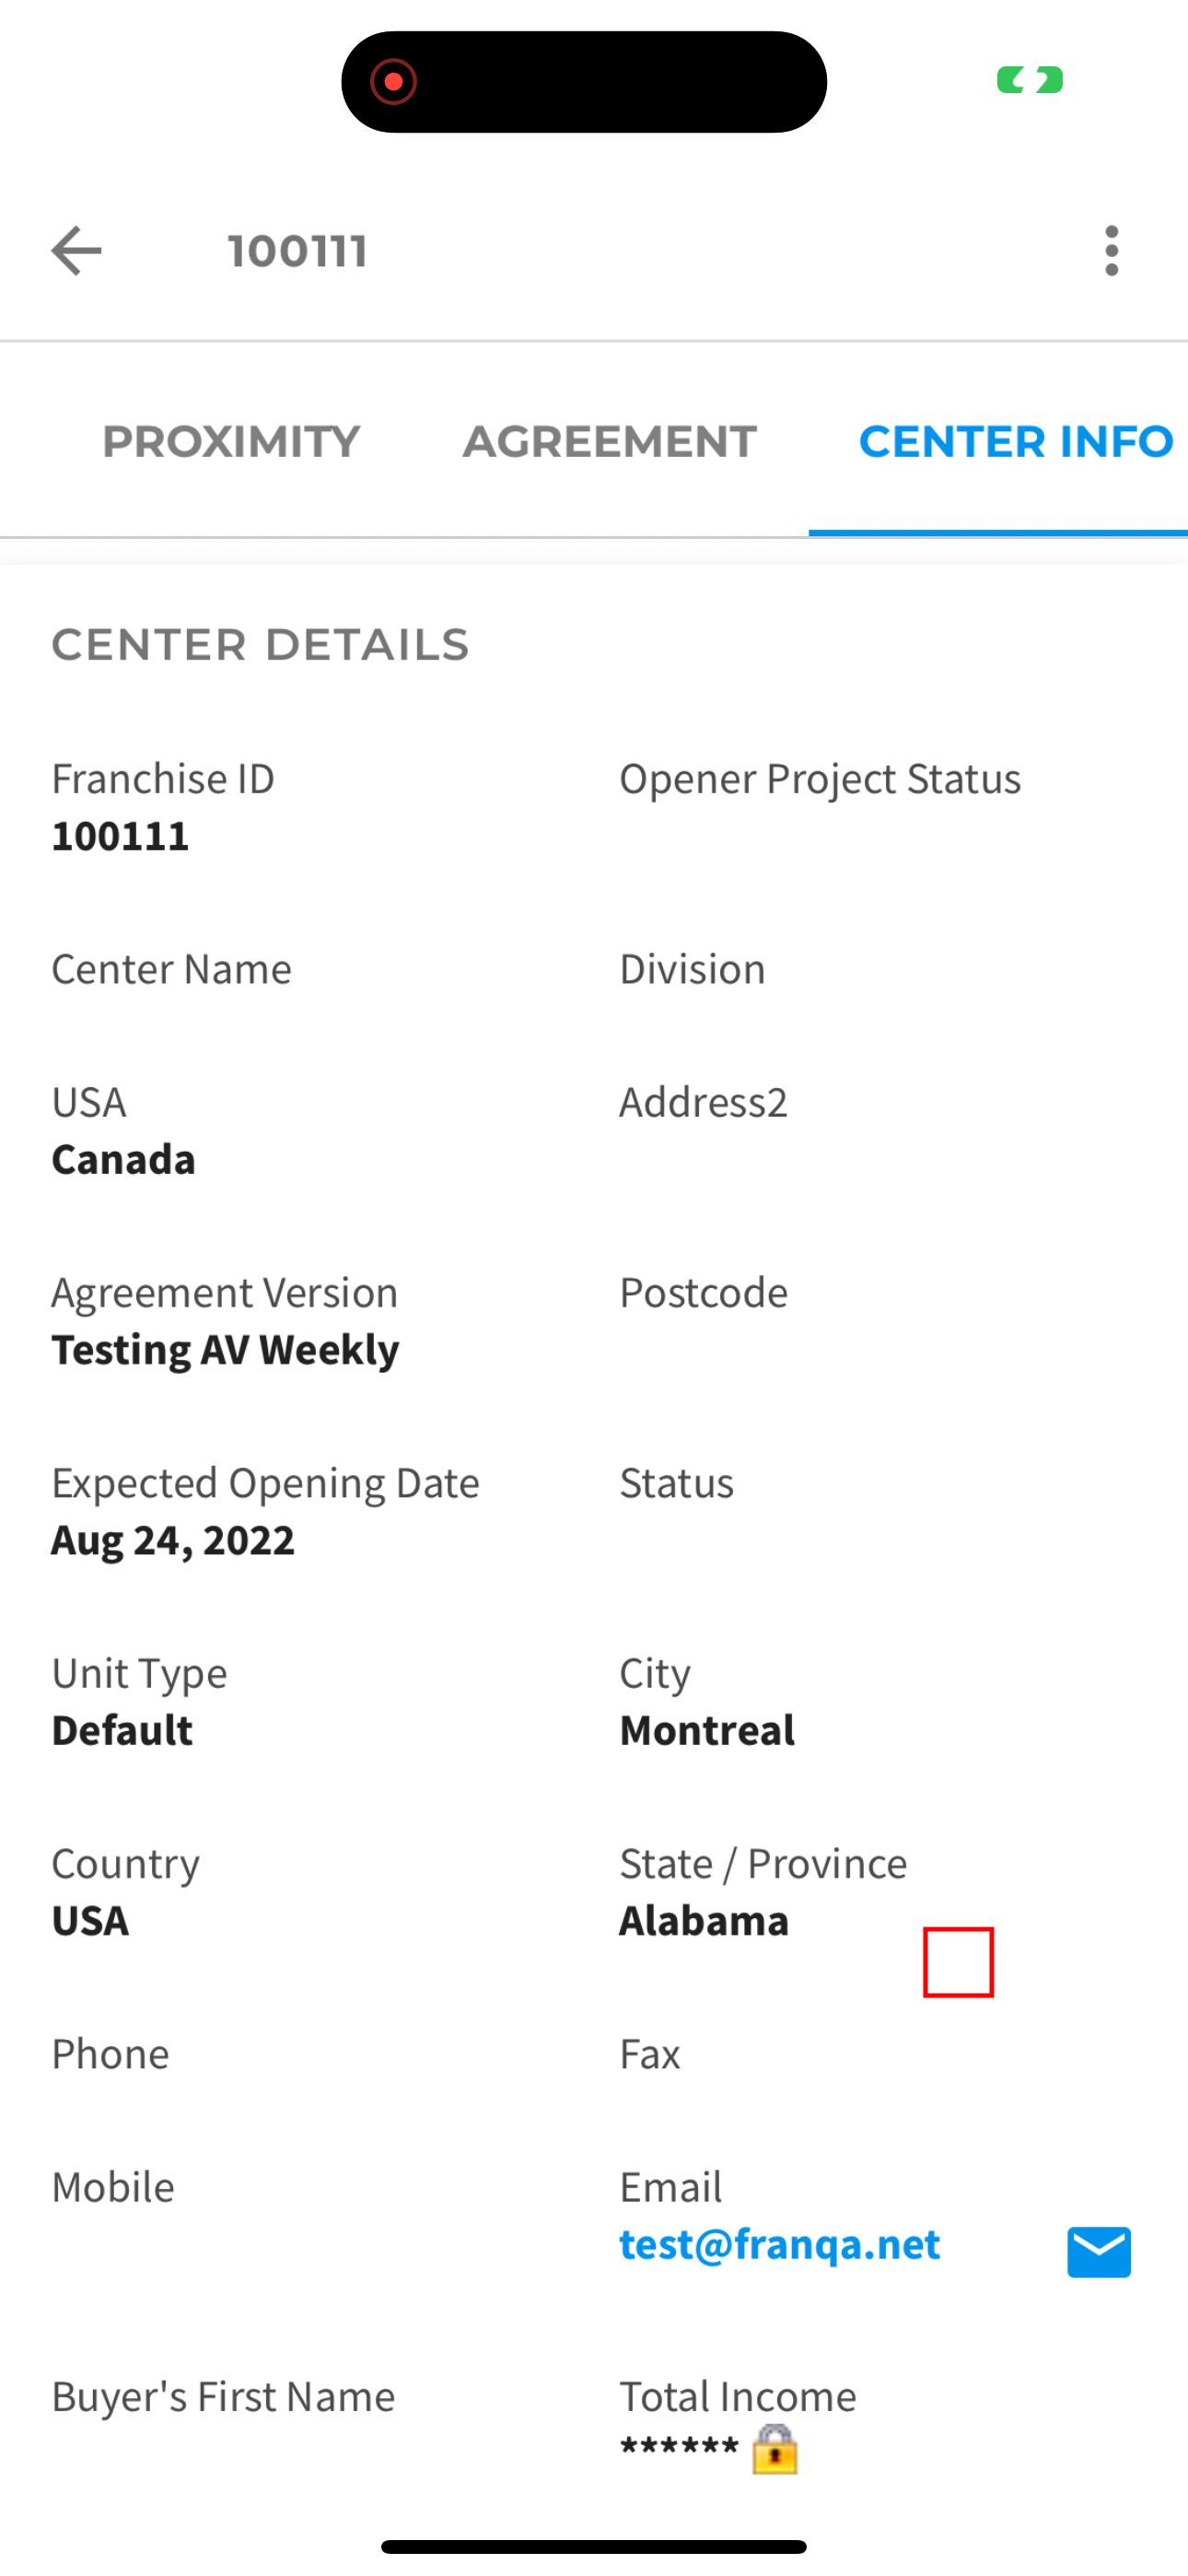 100111
PROXIMITY AGREEMENT CENTER INFO
CENTER DETAILS
Franchise ID Opener Project Status
100111
Center Name Division
USA Address2
Canada
Agreement Version Postcode
Testing AV Weekly
Expected Opening Date Status
Aug 24, 2022
Unit Type City
Default Montreal
Country State / Province
USA Alabama
Phone Fax
Mobile Email
test@franqa.net
Buyer's First Name Total Income
******